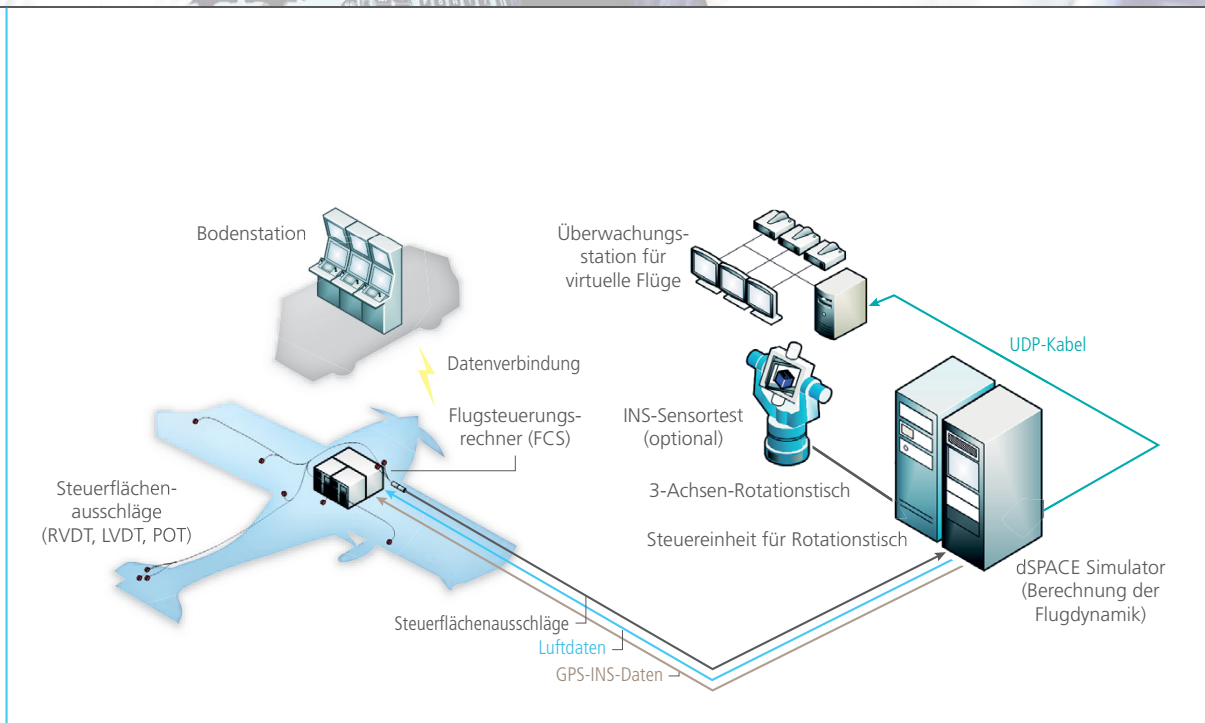 Bodenstation
Überwachungs-
station für
virtuelle Flüge
UDP-Kabel
Datenverbindung
Flugsteuerungs-
rechner (FCS)
INS-Sensortest
(optional)
3-Achsen-Rotationstisch
Steuerflächen-
ausschläge
(RVDT, LVDT, POT)
Steuereinheit für Rotationstisch
dSPACE Simulator
(Berechnung der
Flugdynamik)
Steuerflächenausschläge
Luftdaten
GPS-INS-Daten